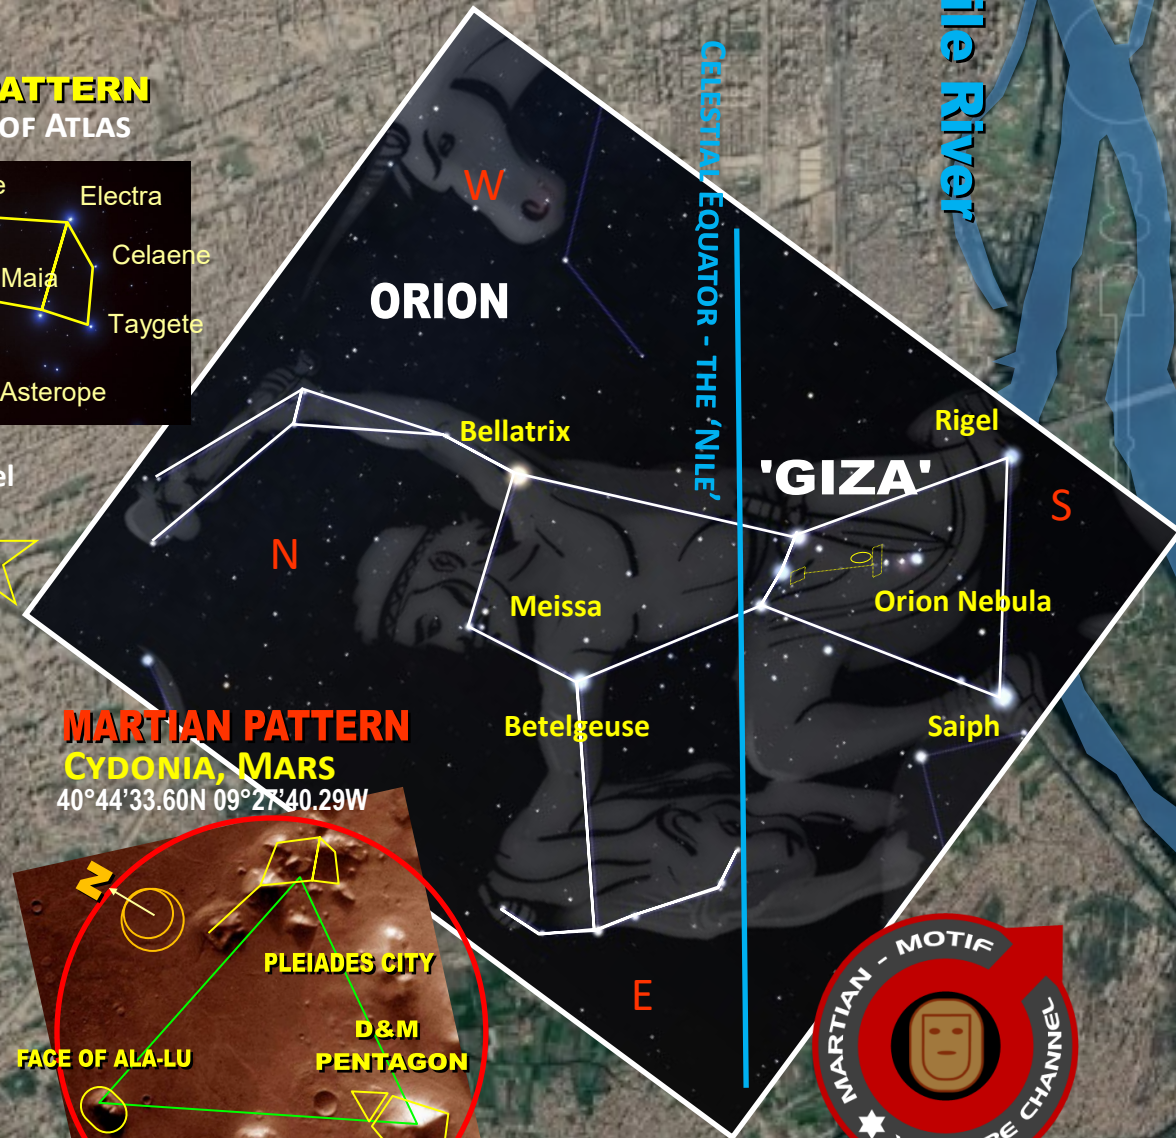 ile River
ATTERN
OF ATLAS
e
Electra
Celaene
Maia
Taygete
Asterope
el
W
ORION
CELESTIAL EQUATOR - THE 'NILE'
Bellatrix
Rigel
'GIZA'
S
N
Meissa
Orion Nebula
Betelgeuse
Saiph
E
MARTIAN PATTERN
CYDONIA, MARS
40°44'33.60N 09°27'40.29W
N
PLEIADES CITY
D&M
PENTAGON
FACE OF ALA-LU
MARTIAN - MOTIF
E CHANNEL